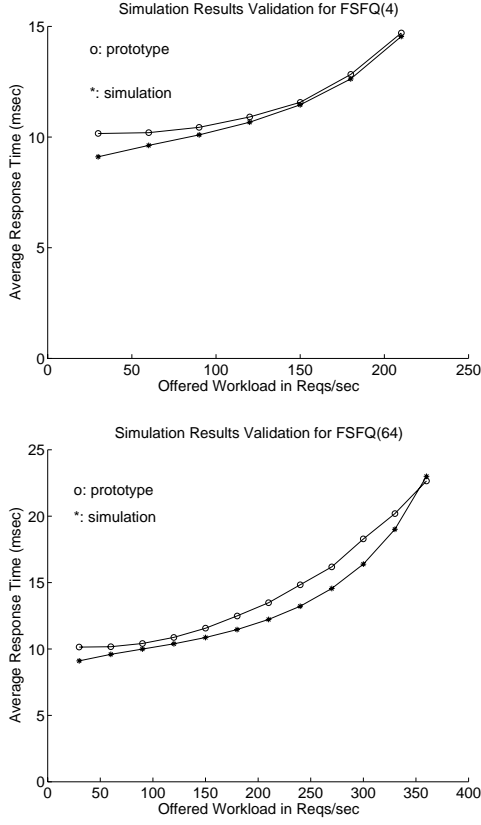 Simulation Results Validation for FSFQ(4)
15
o: prototype
*: simulation
10
Average Response Time (msec)
5
0
0 50 100 150 200 250
Offered Workload in Reqs/sec
Simulation Results Validation for FSFQ(64)
25
o: prototype
*: simulation
20
15
Average Response Time (msec)
10
5
0
0 50 100 150 200 250 300 350 400
Offered Workload in Reqs/sec